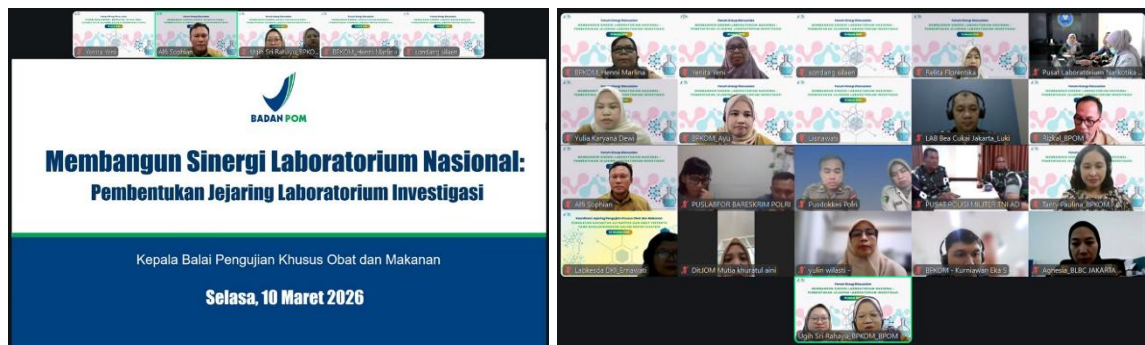 Yenita Yeni
Alfi Sophian
Ugih Sri Rahayu_BPKO...
BPKOM_Henni Marlina
sondang silaen
BADAN POM
Membangun Sinergi Laboratorium Nasional:
Pembentukan Jejaring Laboratorium Investigasi
Kepala Balai Pengujian Khusus Obat dan Makanan
Selasa, 10 Maret 2026
BPKOM_Henni Marlina
Yenita Yeni
sondang silaen
Relita Florentika
Pusat Laboratorium Narkotika...
Yulia Karyana Dewi
BPKOM_Ayu
Lisnawati
LAB Bea Cukai Jakarta_Luki
Rizkal_BPOM
Alfi Sophian
PUSLABFOR BARESKRIM POLRI
Pusdokkes Polri
PUSAT POLISI MILITER TNI AD
Tanty Paulina_BPKOM
Labkesda DKI_Ernawati
DitJOM Mutia khuratul aini
yulin wilasti -
BPKOM - Kurniawan Eka S
Agnesia_BLBC JAKARTA
Ugih Sri Rahayu_BPKOM_BPOM